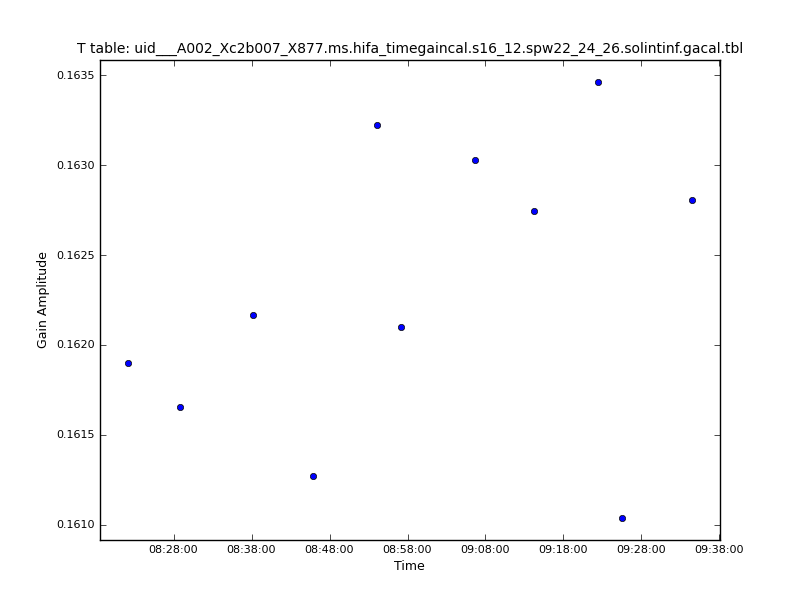 T table: uid___A002_Xc2b007_X877.ms.hifa_timegaincal.s16_12.spw22_24_26.solintinf.gacal.tbl
0.1635
0.1630
0.1625
0.1620
0.1615
0.1610
Gain Amplitude
08:28:00 08:38:00 08:48:00 08:58:00 09:08:00 09:18:00 09:28:00 09:38:00
Time